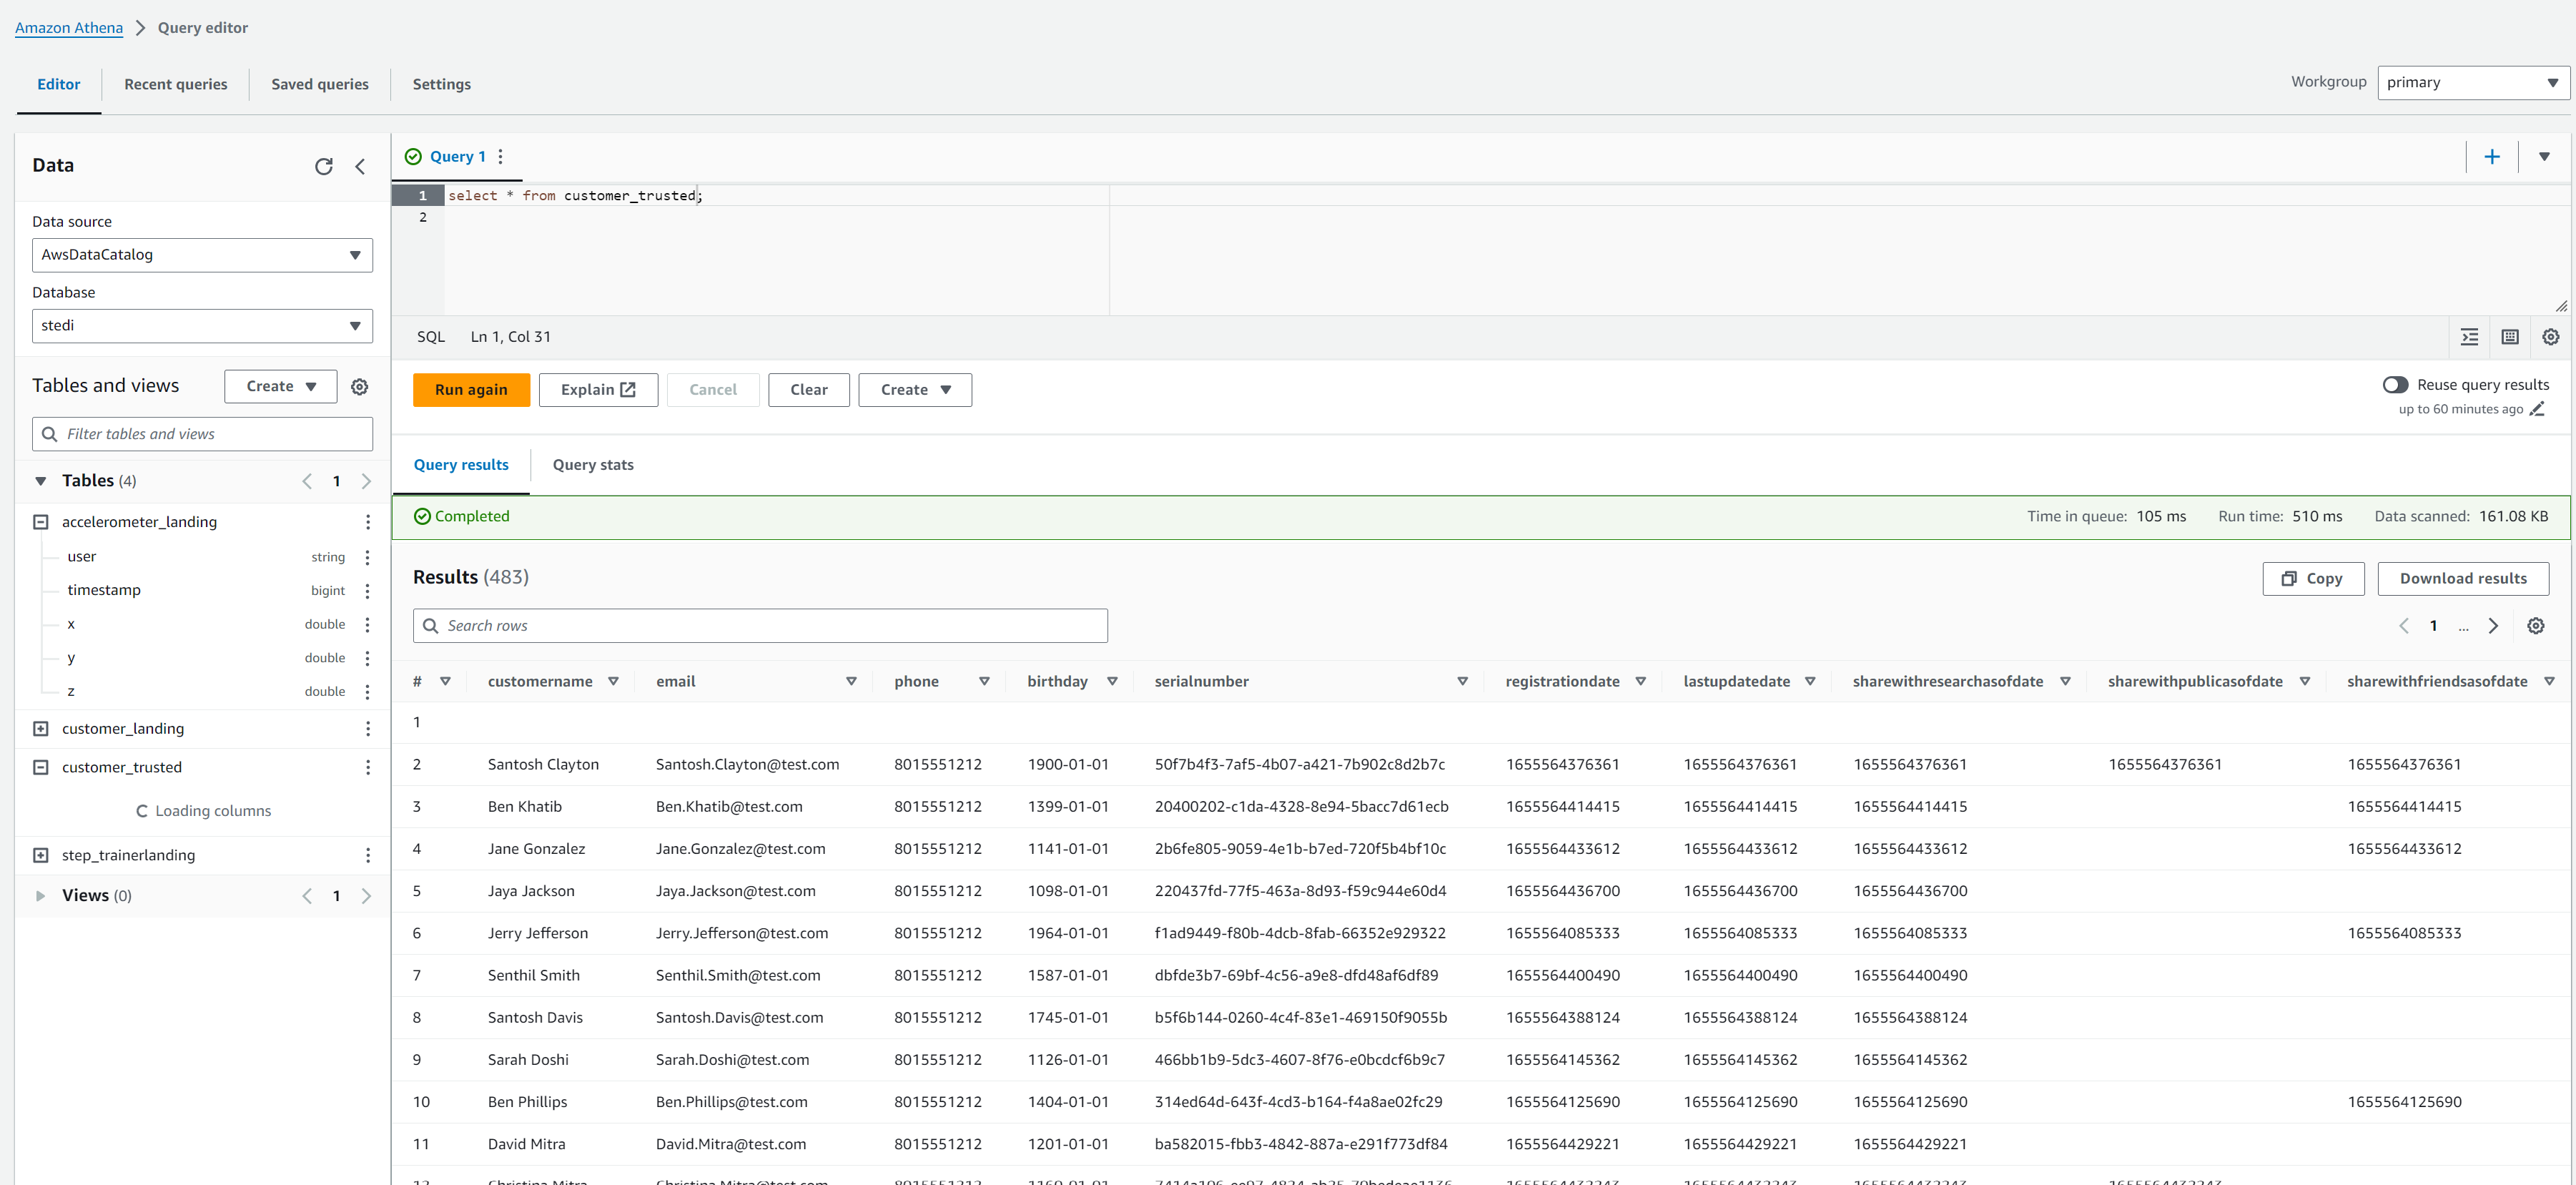 Amazon Athena > Query editor
Editor Recent queries Saved queries Settings
Workgroup primary
Data
Data source
AwsDataCatalog
Database
stedi
Tables and views Create
Filter tables and views
Tables (4) 1
accelerometer_landing
user string
timestamp bigint
x double
y double
z double
customer_landing
customer_trusted
Loading columns
step_trainerlanding
Views (0) 1
Query 1
1 select * from customer_trusted;
2
SQL Ln 1, Col 31
Run again Explain Cancel Clear Create
Reuse query results
up to 60 minutes ago
Query results Query stats
Completed Time in queue: 105 ms Run time: 510 ms Data scanned: 161.08 KB
Results (483) Copy Download results
Search rows 1 ...
# customername email phone birthday serialnumber registrationdate lastupdatedate sharewithresearchasofdate sharewithpublicasofdate sharewithfriendsasofdate
1
2 Santosh Clayton Santosh.Clayton@test.com 8015551212 1900-01-01 50f7b4f3-7af5-4b07-a421-7b902c8d2b7c 1655564376361 1655564376361 1655564376361 1655564376361 1655564376361
3 Ben Khatib Ben.Khatib@test.com 8015551212 1399-01-01 20400202-c1da-4328-8e94-5bacc7d61ecb 1655564414415 1655564414415 1655564414415 1655564414415
4 Jane Gonzalez Jane.Gonzalez@test.com 8015551212 1141-01-01 2b6fe805-9059-4e1b-b7ed-720f5b4bf10c 1655564433612 1655564433612 1655564433612 1655564433612
5 Jaya Jackson Jaya.Jackson@test.com 8015551212 1098-01-01 220437fd-77f5-463a-8d93-f59c944e60d4 1655564436700 1655564436700 1655564436700
6 Jerry Jefferson Jerry.Jefferson@test.com 8015551212 1964-01-01 f1ad9449-f80b-4dcb-8fab-66352e929322 1655564085333 1655564085333 1655564085333 1655564085333
7 Senthil Smith Senthil.Smith@test.com 8015551212 1587-01-01 dbfde3b7-69bf-4c56-a9e8-dfd48af6df89 1655564400490 1655564400490 1655564400490
8 Santosh Davis Santosh.Davis@test.com 8015551212 1745-01-01 b5f6b144-0260-4c4f-83e1-469150f9055b 1655564388124 1655564388124 1655564388124
9 Sarah Doshi Sarah.Doshi@test.com 8015551212 1126-01-01 466bb1b9-5dc3-4607-8f76-e0bcdcf6b9c7 1655564145362 1655564145362 1655564145362
10 Ben Phillips Ben.Phillips@test.com 8015551212 1404-01-01 314ed64d-643f-4cd3-b164-f4a8ae02fc29 1655564125690 1655564125690 1655564125690 1655564125690
11 David Mitra David.Mitra@test.com 8015551212 1201-01-01 ba582015-fbb3-4842-887a-e291f773df84 1655564429221 1655564429221 1655564429221